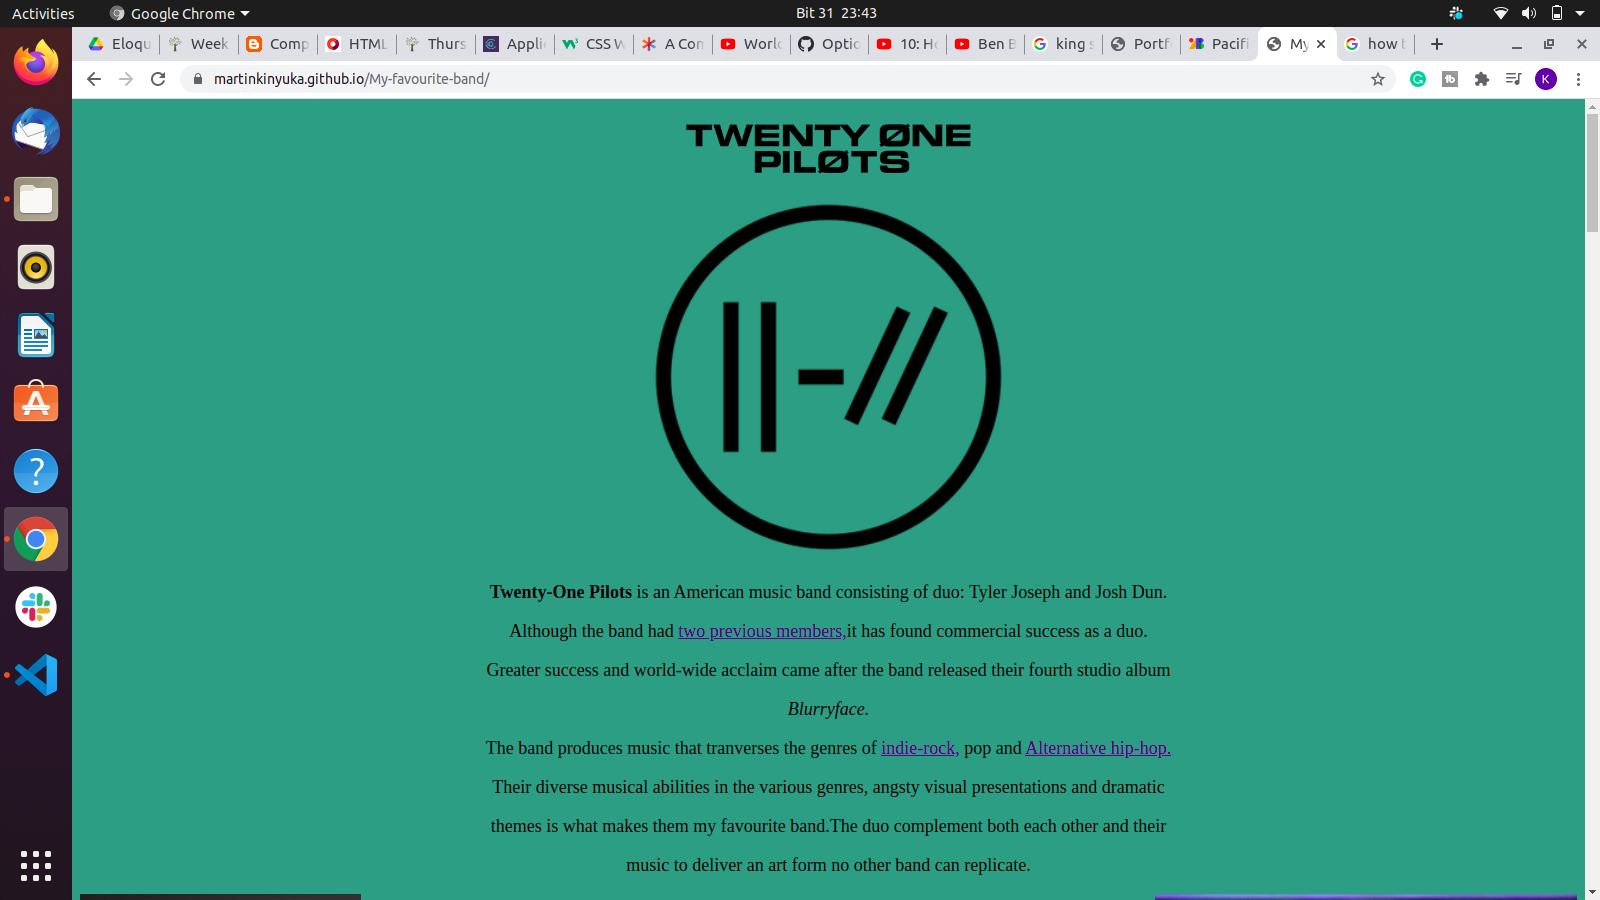 Activities
Google Chrome
Bit 31 23:43
Eloqu
Week
Comp
HTML
Thurs
Appli
CSS W
A Con
World
Optio
10: Ho
Ben B
king s
Portf
Pacifi
My
how t
martinkinyuka.github.io/My-favourite-band/
K
TWENTY ØNE
PILØTS
Twenty-One Pilots is an American music band consisting of duo: Tyler Joseph and Josh Dun.
Although the band had two previous members,it has found commercial success as a duo.
Greater success and world-wide acclaim came after the band released their fourth studio album
Blurryface.
The band produces music that tranverses the genres of indie-rock, pop and Alternative hip-hop.
Their diverse musical abilities in the various genres, angsty visual presentations and dramatic
themes is what makes them my favourite band.The duo complement both each other and their
music to deliver an art form no other band can replicate.